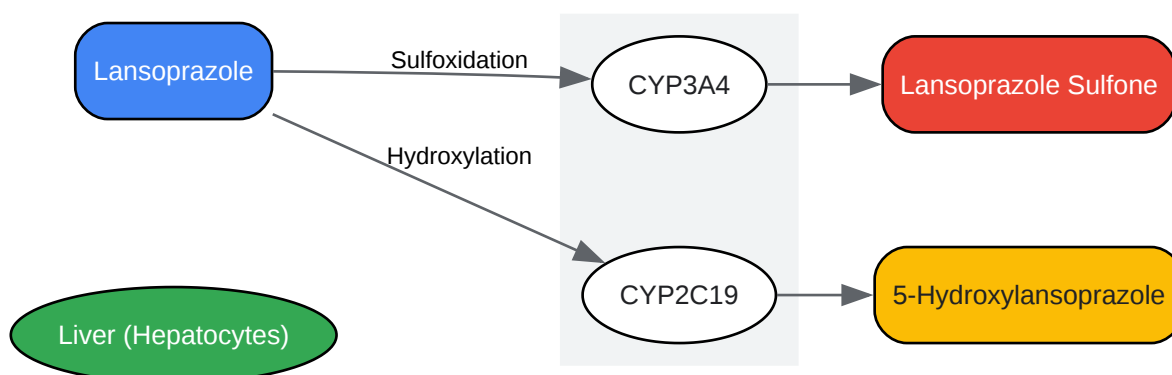 Lansoprazole
Sulfoxidation
CYP3A4
Lansoprazole Sulfone
Hydroxylation
CYP2C19
5-Hydroxylansoprazole
Liver (Hepatocytes)